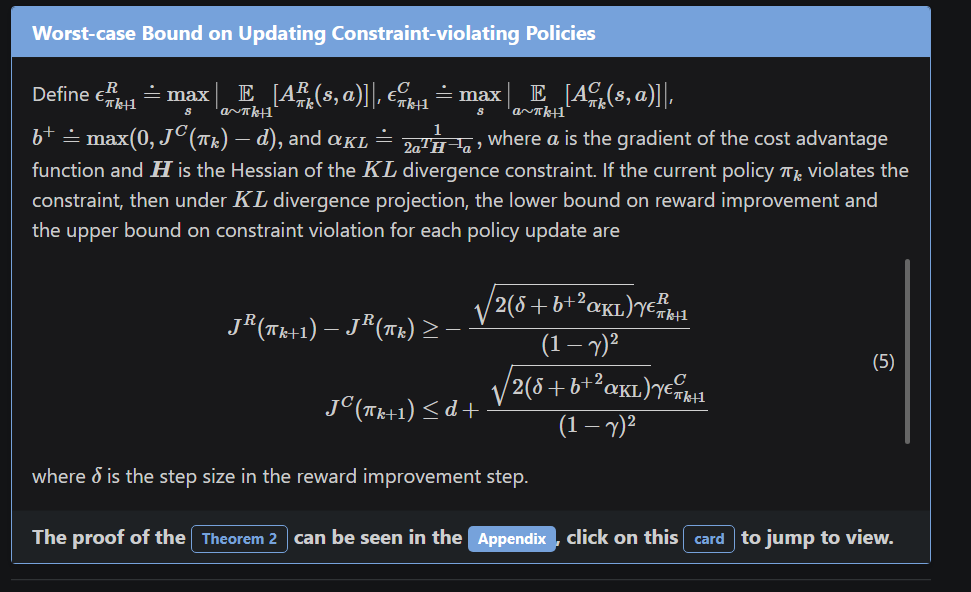 Worst-case Bound on Updating Constraint-violating Policies
Define $\epsilon^R_{\pi_{k+1}} \doteq \max_s \left| \mathbb{E}_{a \sim \pi_{k+1}} [A^R_{\pi_k}(s, a)] \right|$, $\epsilon^C_{\pi_{k+1}} \doteq \max_s \left| \mathbb{E}_{a \sim \pi_{k+1}} [A^C_{\pi_k}(s, a)] \right|$,
$b^+ \doteq \max(0, J^C(\pi_k) - d)$, and $\alpha_{KL} \doteq \frac{1}{2a^T H^{-1} a}$, where $a$ is the gradient of the cost advantage
function and $H$ is the Hessian of the $KL$ divergence constraint. If the current policy $\pi_k$ violates the
constraint, then under $KL$ divergence projection, the lower bound on reward improvement and
the upper bound on constraint violation for each policy update are
$J^R(\pi_{k+1}) - J^R(\pi_k) \geq - \frac{\sqrt{2(\delta + b^{+2} \alpha_{\mathrm{KL}})} \gamma \epsilon^R_{\pi_{k+1}}}{(1 - \gamma)^2}$
$J^C(\pi_{k+1}) \leq d + \frac{\sqrt{2(\delta + b^{+2} \alpha_{\mathrm{KL}})} \gamma \epsilon^C_{\pi_{k+1}}}{(1 - \gamma)^2}$
(5)
where $\delta$ is the step size in the reward improvement step.
The proof of the Theorem 2 can be seen in the Appendix, click on this card to jump to view.